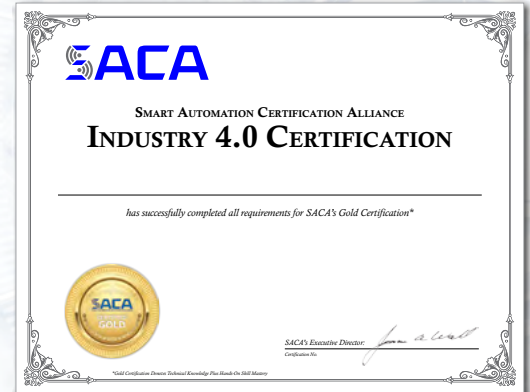 SACA
SMART AUTOMATION CERTIFICATION ALLIANCE
INDUSTRY 4.0 CERTIFICATION
has successfully completed all requirements for SACA's Gold Certification*
SACA
GOLD
SACA's Executive Director:
Certification No.
*Gold Certification Denotes Technical Knowledge Plus Hands-On Skill Mastery